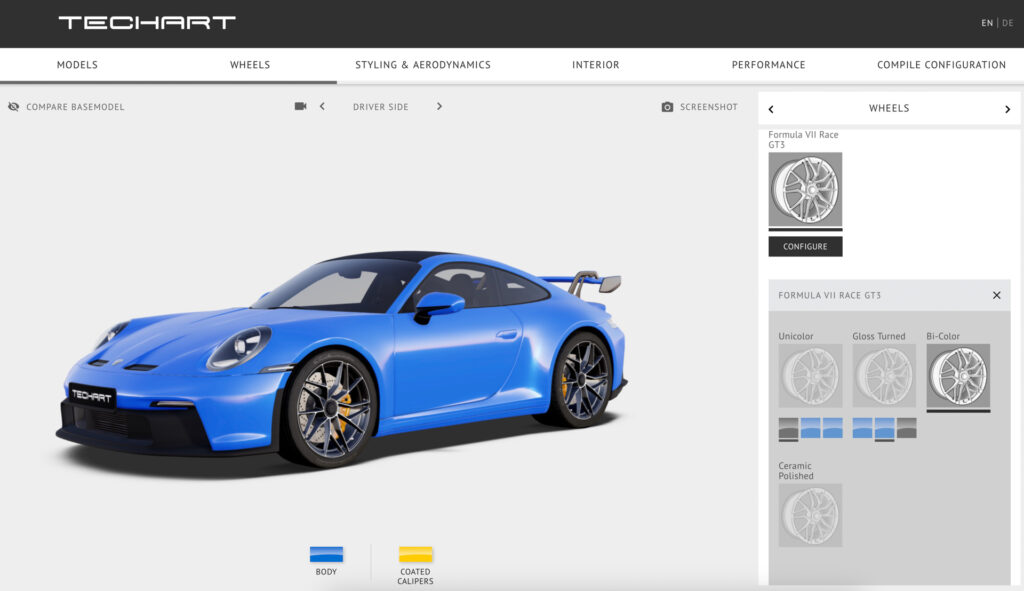 TECHART
EN | DE
MODELS
WHEELS
STYLING & AERODYNAMICS
INTERIOR
PERFORMANCE
COMPILE CONFIGURATION
COMPARE BASEMODEL
DRIVER SIDE
SCREENSHOT
WHEELS
Formula VII Race
GT3
CONFIGURE
FORMULA VII RACE GT3
Unicolor
Gloss Turned
Bi-Color
Ceramic
Polished
TECHART
BODY
COATED
CALIPERS